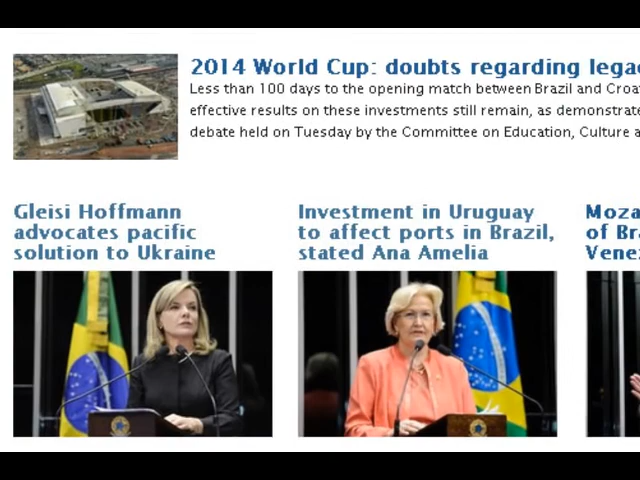 2014 World Cup: doubts regarding
Less than 100 days to the opening match between Brazil and
effective results on these investments still remain, as
debate held on Tuesday by the Committee on Education, Culture
Gleisi Hoffmann
advocates pacific
solution to Ukraine
Investment in Uruguay
to affect ports in Brazil,
stated Ana Amelia
of